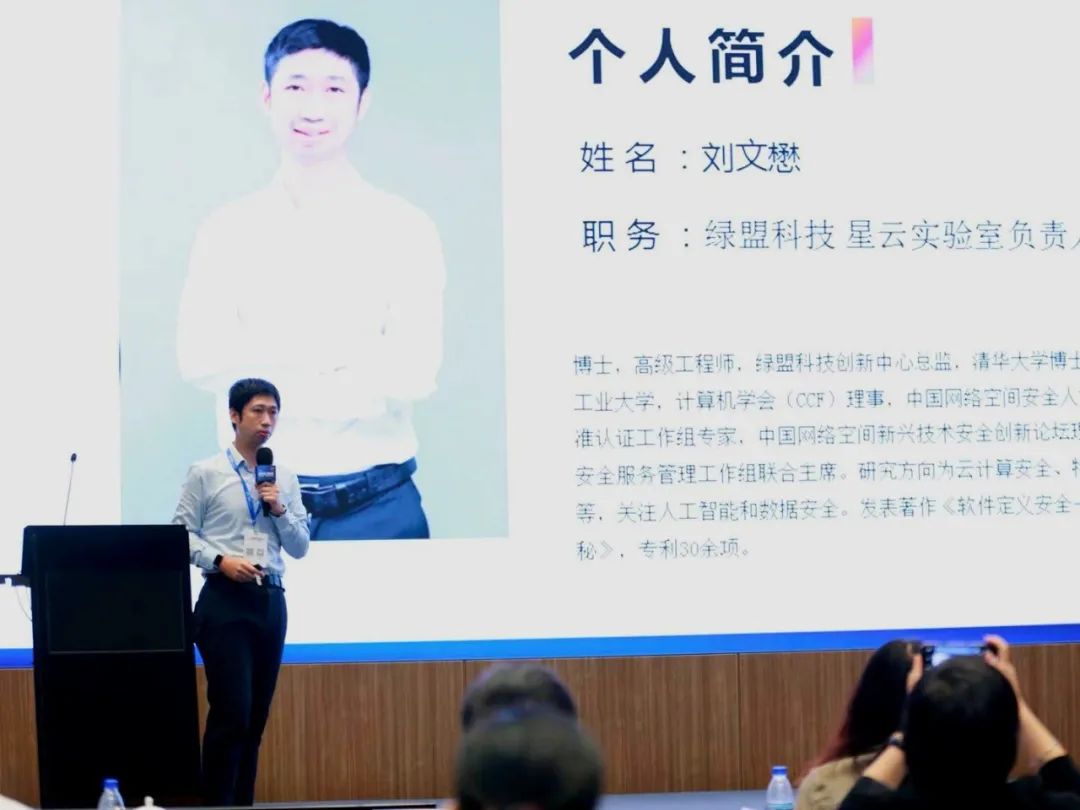 个人简介
姓名：刘文懋
职务：绿盟科技 星云实验室负责人
博士，高级工程师，绿盟科技创新中心总监，清华大学博士
工业大学，计算机学会（CCF）理事，中国网络空间安全人
准认证工作组专家，中国网络空间新兴技术安全创新论坛理
安全服务管理工作组联合主席。研究方向为云计算安全、
等，关注人工智能和数据安全。发表著作《软件定义安全
秘》，专利30余项。